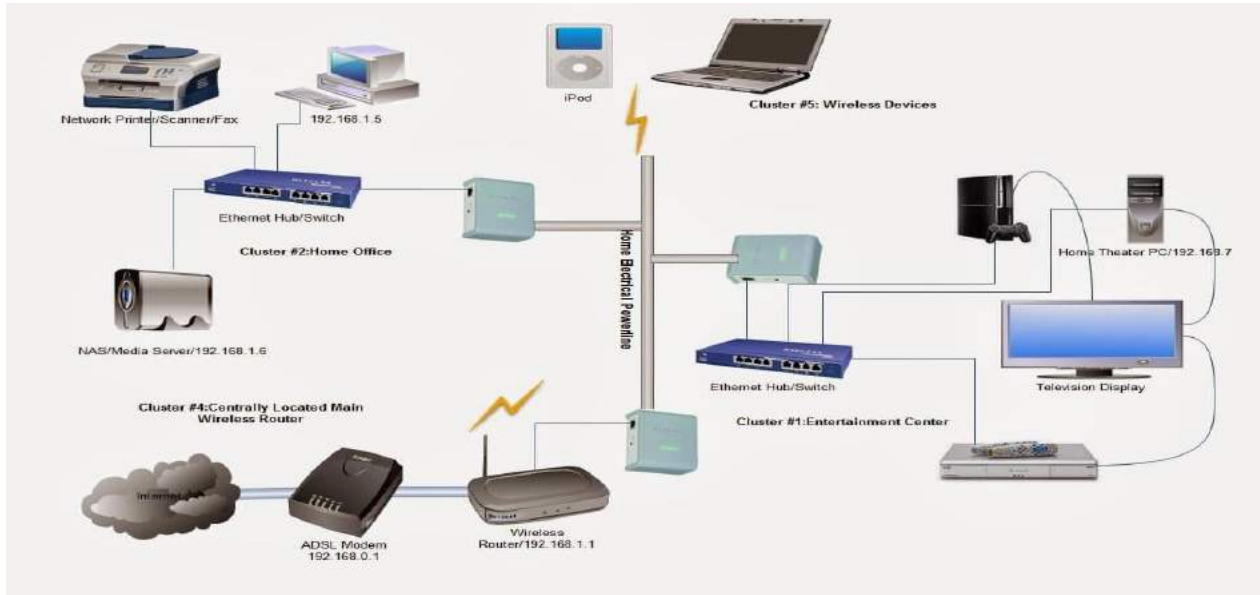 iPod
Cluster #5: Wireless Devices
Network Printer/Scanner/Fax
192.168.1.5
Ethernet Hub/Switch
Cluster #2:Home Office
Home Theater PC/192.168.7
Home Electrical Powerline
NAS/Media Server/192.168.1.6
Ethernet Hub/Switch
Television Display
Cluster #4:Centrally Located Main
Wireless Router
Cluster #1:Entertainment Center
Internet
ADSL Modem
192.168.0.1
Wireless
Router/192.168.1.1